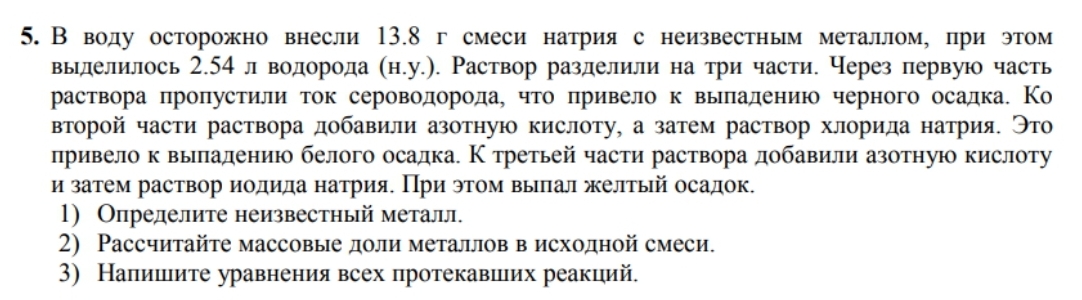 5. В воду осторожно внесли 13.8 г смеси натрия с неизвестным металлом, при этом
выделилось 2.54 л водорода (н.у.). Раствор разделили на три части. Через первую часть
раствора пропустили ток сероводорода, что привело к выпадению черного осадка. Ко
второй части раствора добавили азотную кислоту, а затем раствор хлорида натрия. Это
привело к выпадению белого осадка. К третьей части раствора добавили азотную кислоту
и затем раствор иодида натрия. При этом выпал желтый осадок.
1) Определите неизвестный металл.
2) Рассчитайте массовые доли металлов в исходной смеси.
3) Напишите уравнения всех протекавших реакций.